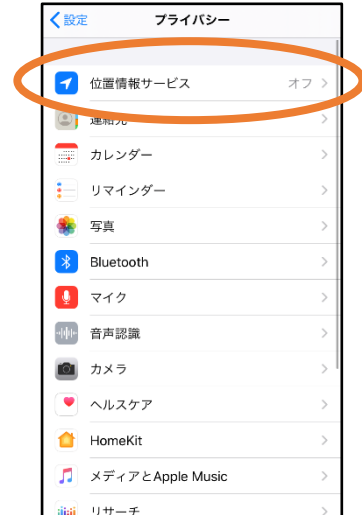 設定 プライバシー
位置情報サービス オフ
連絡先
カレンダー
リマインダー
写真
Bluetooth
マイク
音声認識
カメラ
ヘルスケア
HomeKit
メディアとApple Music
リサーチ